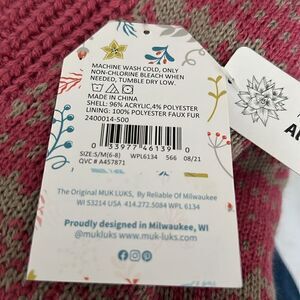 MACHINE WASH COLD, ONLY
NON-CHLORINE BLEACH WHEN
NEEDED, TUMBLE DRY LOW.
MADE IN CHINA
SHELL: 96% ACRYLIC,4% POLYESTER
LINING: 100% POLYESTER FAUX FUR
2400014-500
0 33977 46139 0
SIZE:S/M(6-8) WPL6134 566 08/21
QVC # A457871
The Original MUK LUKS, By Reliable Of Milwaukee
WI 53214 USA 414.272.5084 WPL 6134
Proudly designed in Milwaukee, WI
@mukluks www.muk-luks.com